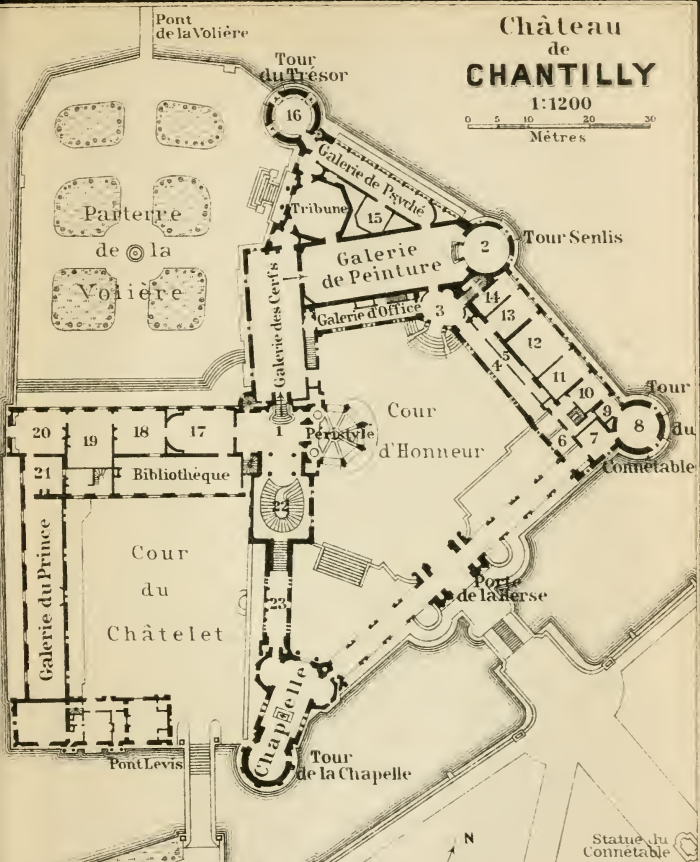 Pont
de la Volière
Château
de
CHANTILLY
1:1200
0 5 10 20 30
Mètres
Tour
du Trésor
16
Galerie de Psyché
Tribune
15
Parterre
de la
Volière
Galerie
de Peinture
2
Tour Senlis
Galerie des Cerfs
Galerie d'Office
3
14
13
12
11
10
9
5
4
6
7
8
Tour
du
Connétable
20
19
18
17
1
Péristyle
Cour
d'Honneur
21
Bibliothèque
22
Galerie du Prince
Cour
du
Châtelet
23
Porte
de la Herse
Chapelle
Tour
de la Chapelle
Pont Levis
N
Statue du
Connétable